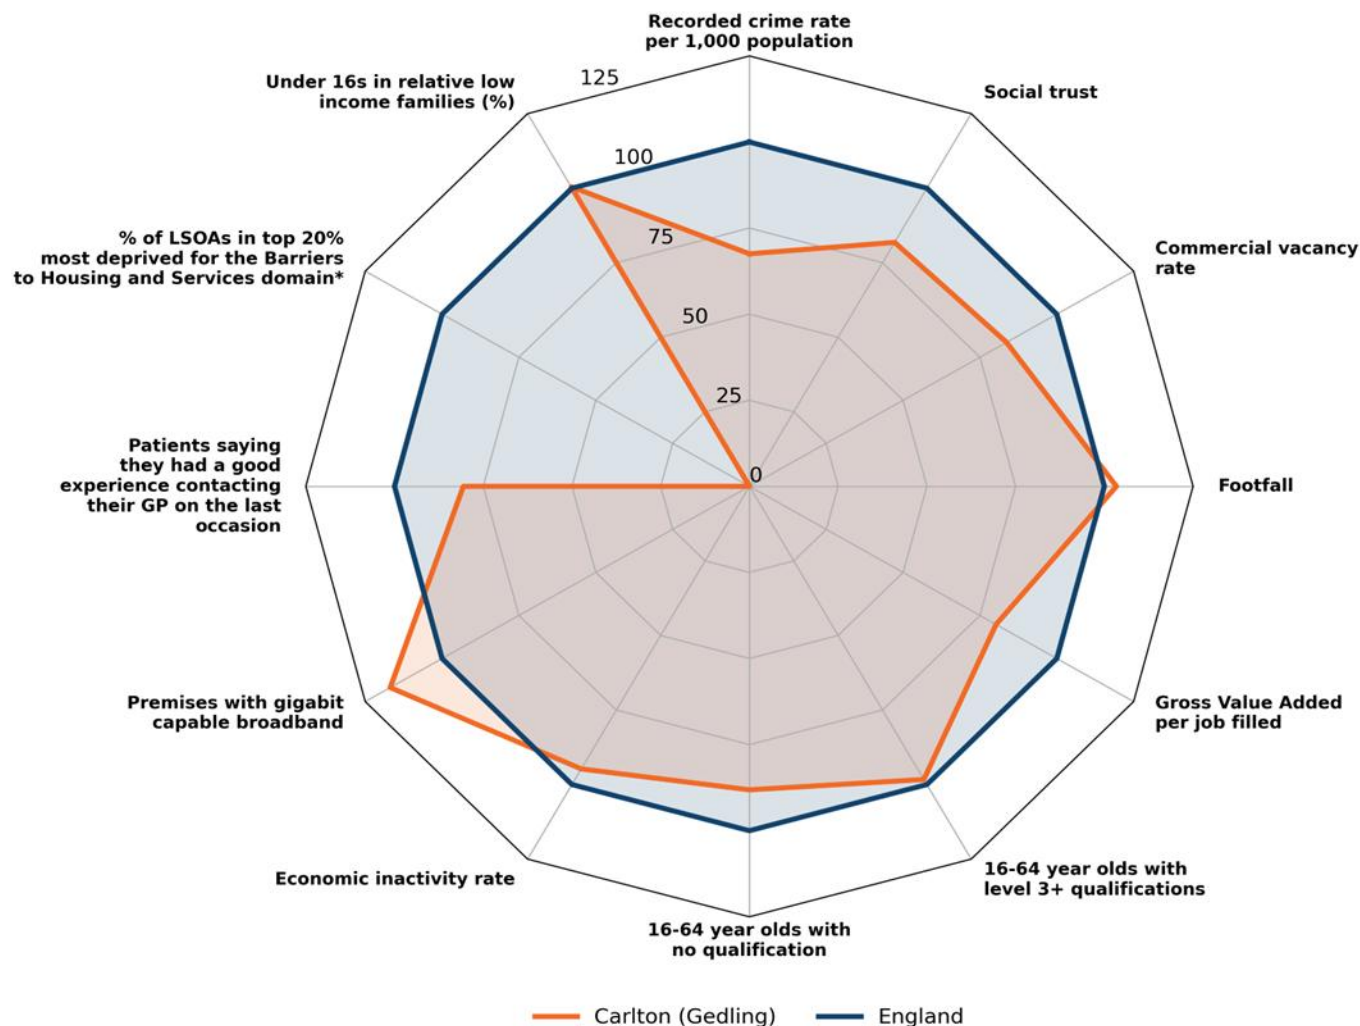 Recorded crime rate
per 1,000 population
Under 16s in relative low
income families (%)
125
Social trust
100
% of LSOAs in top 20%
most deprived for the Barriers
to Housing and Services domain*
75
Commercial vacancy
rate
50
25
Patients saying
they had a good
experience contacting
their GP on the last
occasion
0
Footfall
Premises with gigabit
capable broadband
Gross Value Added
per job filled
Economic inactivity rate
16-64 year olds with
level 3+ qualifications
16-64 year olds with
no qualification
Carlton (Gedling)
England